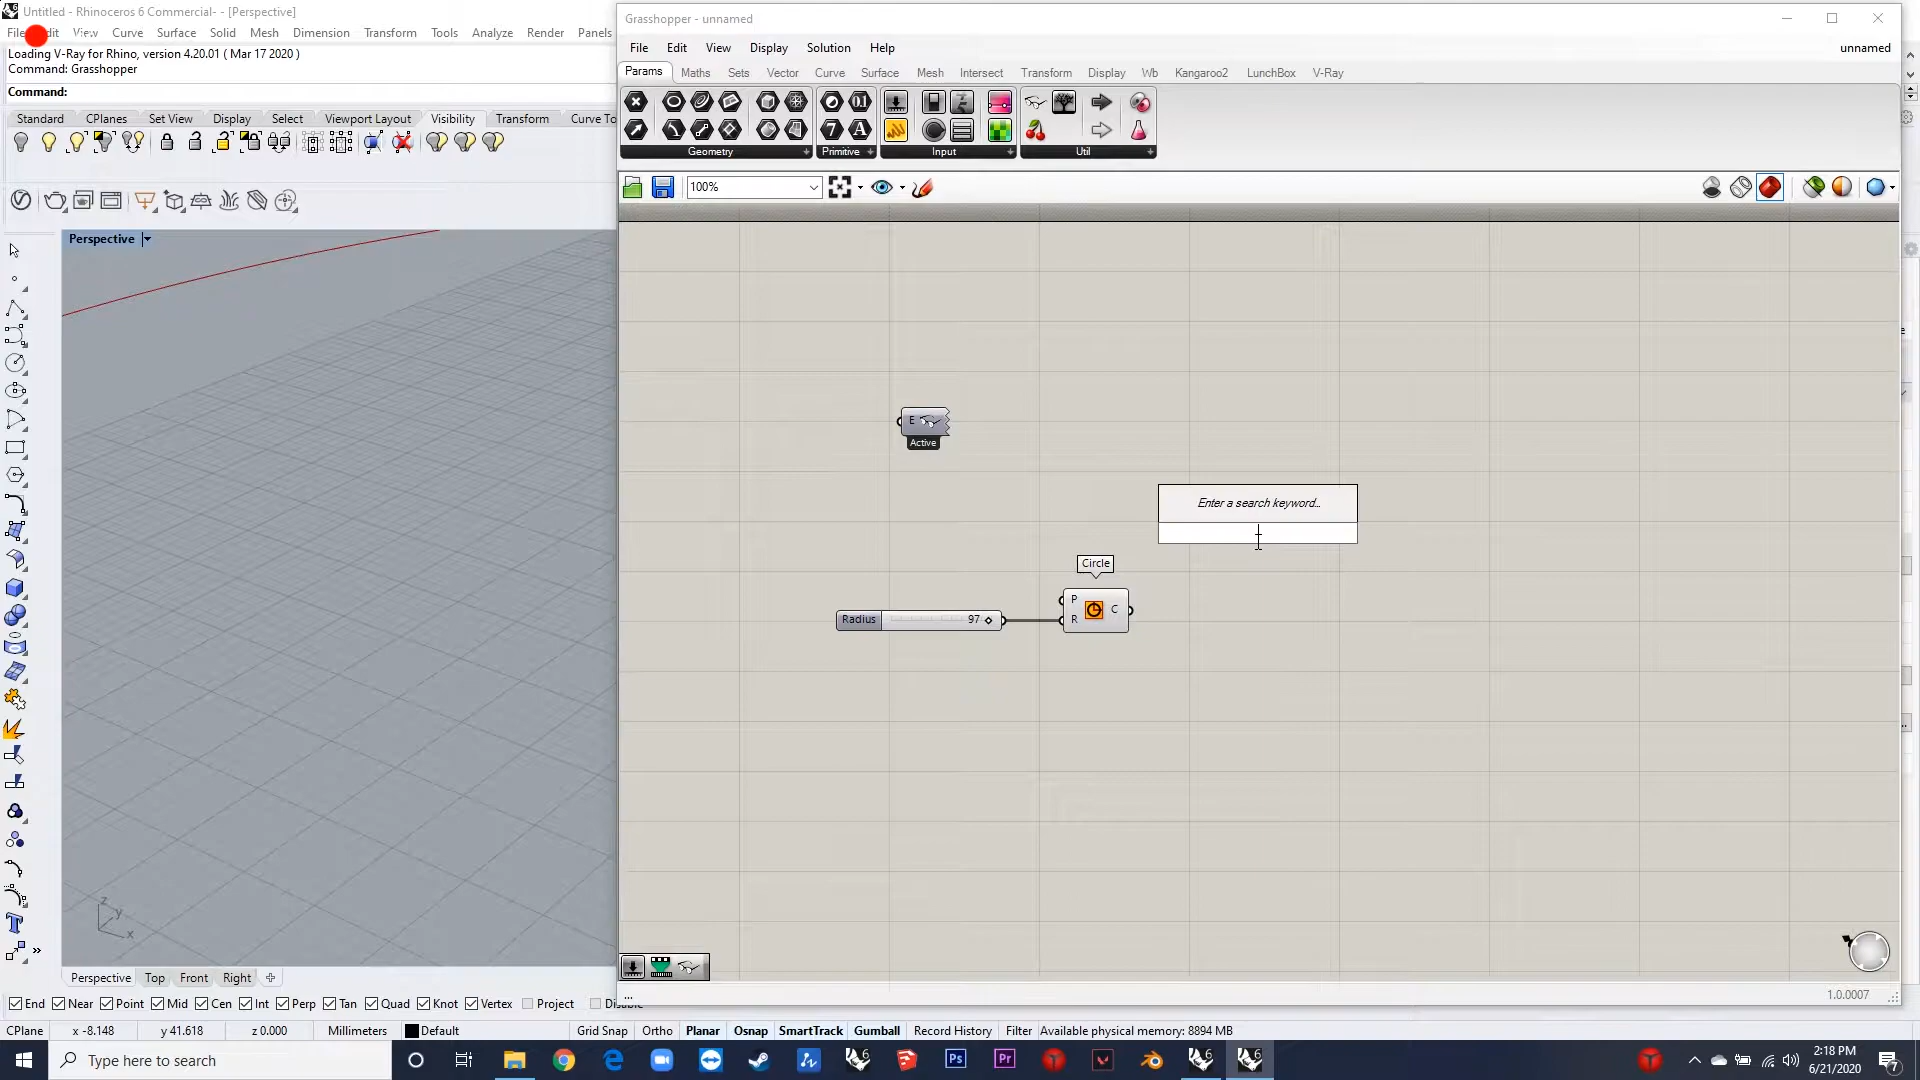 Untitled - Rhinoceros 6 Commercial- - [Perspective]
View Curve Surface Solid Mesh Dimension Transform Tools Analyze Render Panels
Loading V-Ray for Rhino, version 4.20.01 ( Mar 17 2020 )
Command: Grasshopper
Command:
Standard CPlanes Set View Display Select Viewport Layout Visibility Transform Curve To
Perspective
Grasshopper - unnamed
File Edit View Display Solution Help
unnamed
Params Maths Sets Vector Curve Surface Mesh Intersect Transform Display Wb Kangaroo2 LunchBox V-Ray
Geometry Primitive Input Util
100%
E
Active
Enter a search keyword...
Circle
P
C
R
Radius 97
z
y
x
Perspective Top Front Right
End Near Point Mid Cen Int Perp Tan Quad Knot Vertex Project
...
1.0.0007
CPlane x -8.148 y 41.618 z 0.000 Millimeters Default Grid Snap Ortho Planar Osnap SmartTrack Gumball Record History Filter Available physical memory: 8894 MB
Type here to search
Ps
Pr
2:18 PM
6/21/2020
7